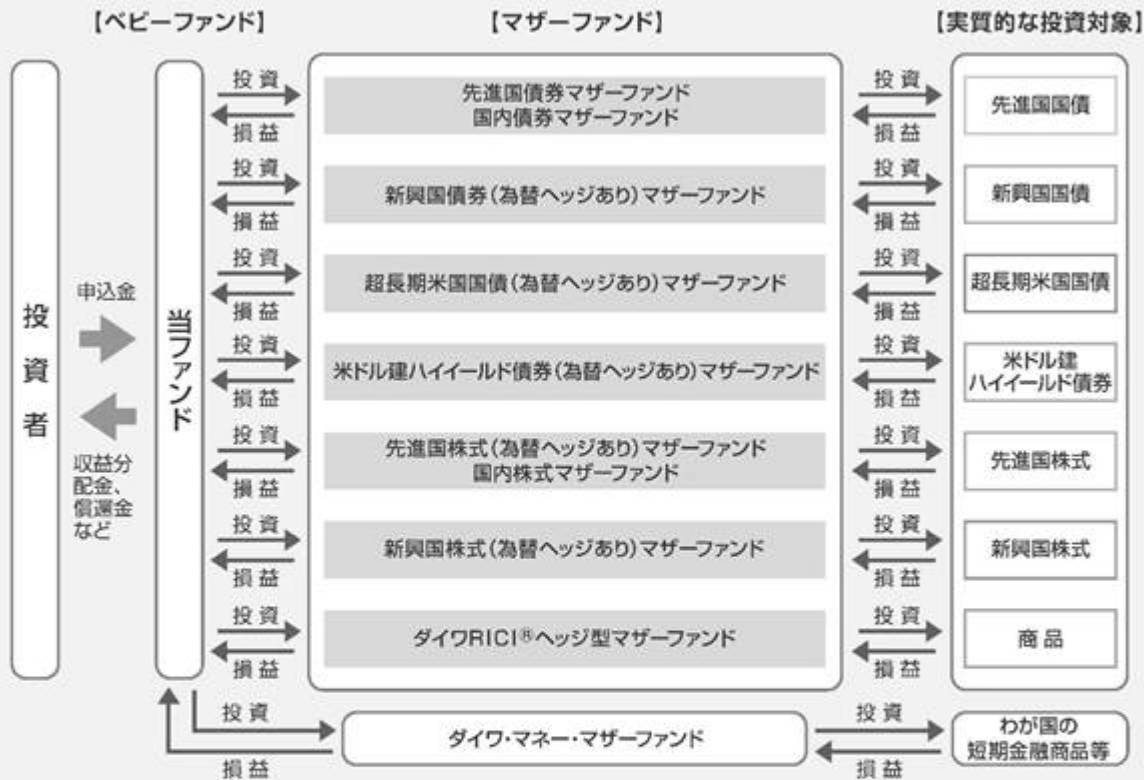 【ベビーファンド】
【マザーファンド】
【実質的な投資対象】
投資者
申込金
収益分
配金、
償還金
など
当ファンド
投資
損益
先進国債券マザーファンド
国内債券マザーファンド
投資
損益
先進国国債
投資
損益
新興国債券(為替ヘッジあり)マザーファンド
投資
損益
新興国国債
投資
損益
超長期米国国債(為替ヘッジあり)マザーファンド
投資
損益
超長期米国国債
投資
損益
米ドル建ハイイールド債券(為替ヘッジあり)マザーファンド
投資
損益
米ドル建
ハイイールド債券
投資
損益
先進国株式(為替ヘッジあり)マザーファンド
国内株式マザーファンド
投資
損益
先進国株式
投資
損益
新興国株式(為替ヘッジあり)マザーファンド
投資
損益
新興国株式
投資
損益
ダイワRICI®ヘッジ型マザーファンド
投資
損益
商品
投資
損益
ダイワ・マネー・マザーファンド
投資
損益
わが国の
短期金融商品等